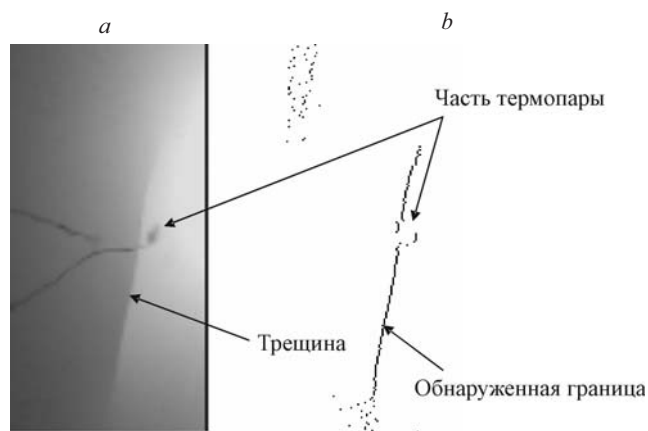 a
b
Часть термопары
Трещина
Обнаруженная граница